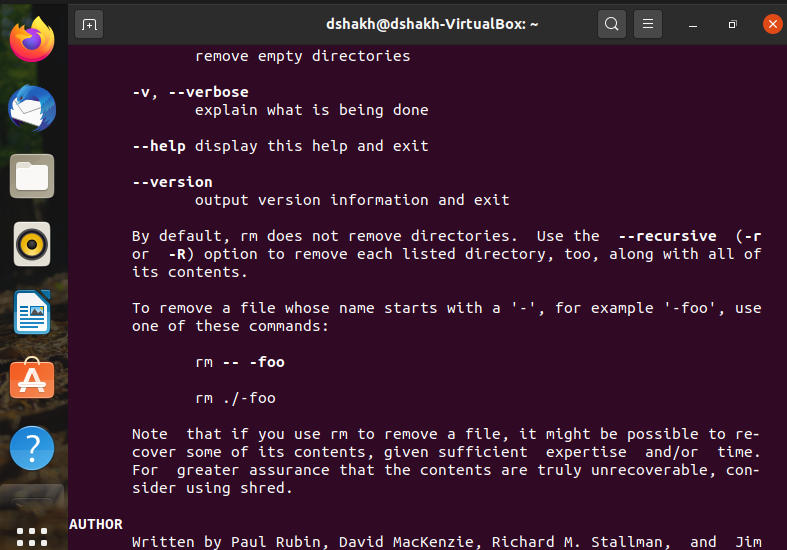 dshakh@dshakh-VirtualBox: ~
remove empty directories
-v, --verbose
explain what is being done
--help display this help and exit
--version
output version information and exit
By default, rm does not remove directories.  Use the  --recursive  (-r
or  -R) option to remove each listed directory, too, along with all of
its contents.
To remove a file whose name starts with a '-', for example '-foo', use
one of these commands:
rm -- -foo
rm ./-foo
Note  that if you use rm to remove a file, it might be possible to re-
cover some of its contents, given sufficient  expertise  and/or  time.
For  greater assurance that the contents are truly unrecoverable, con-
sider using shred.
AUTHOR
Written by Paul Rubin, David MacKenzie, Richard M. Stallman,  and  Jim